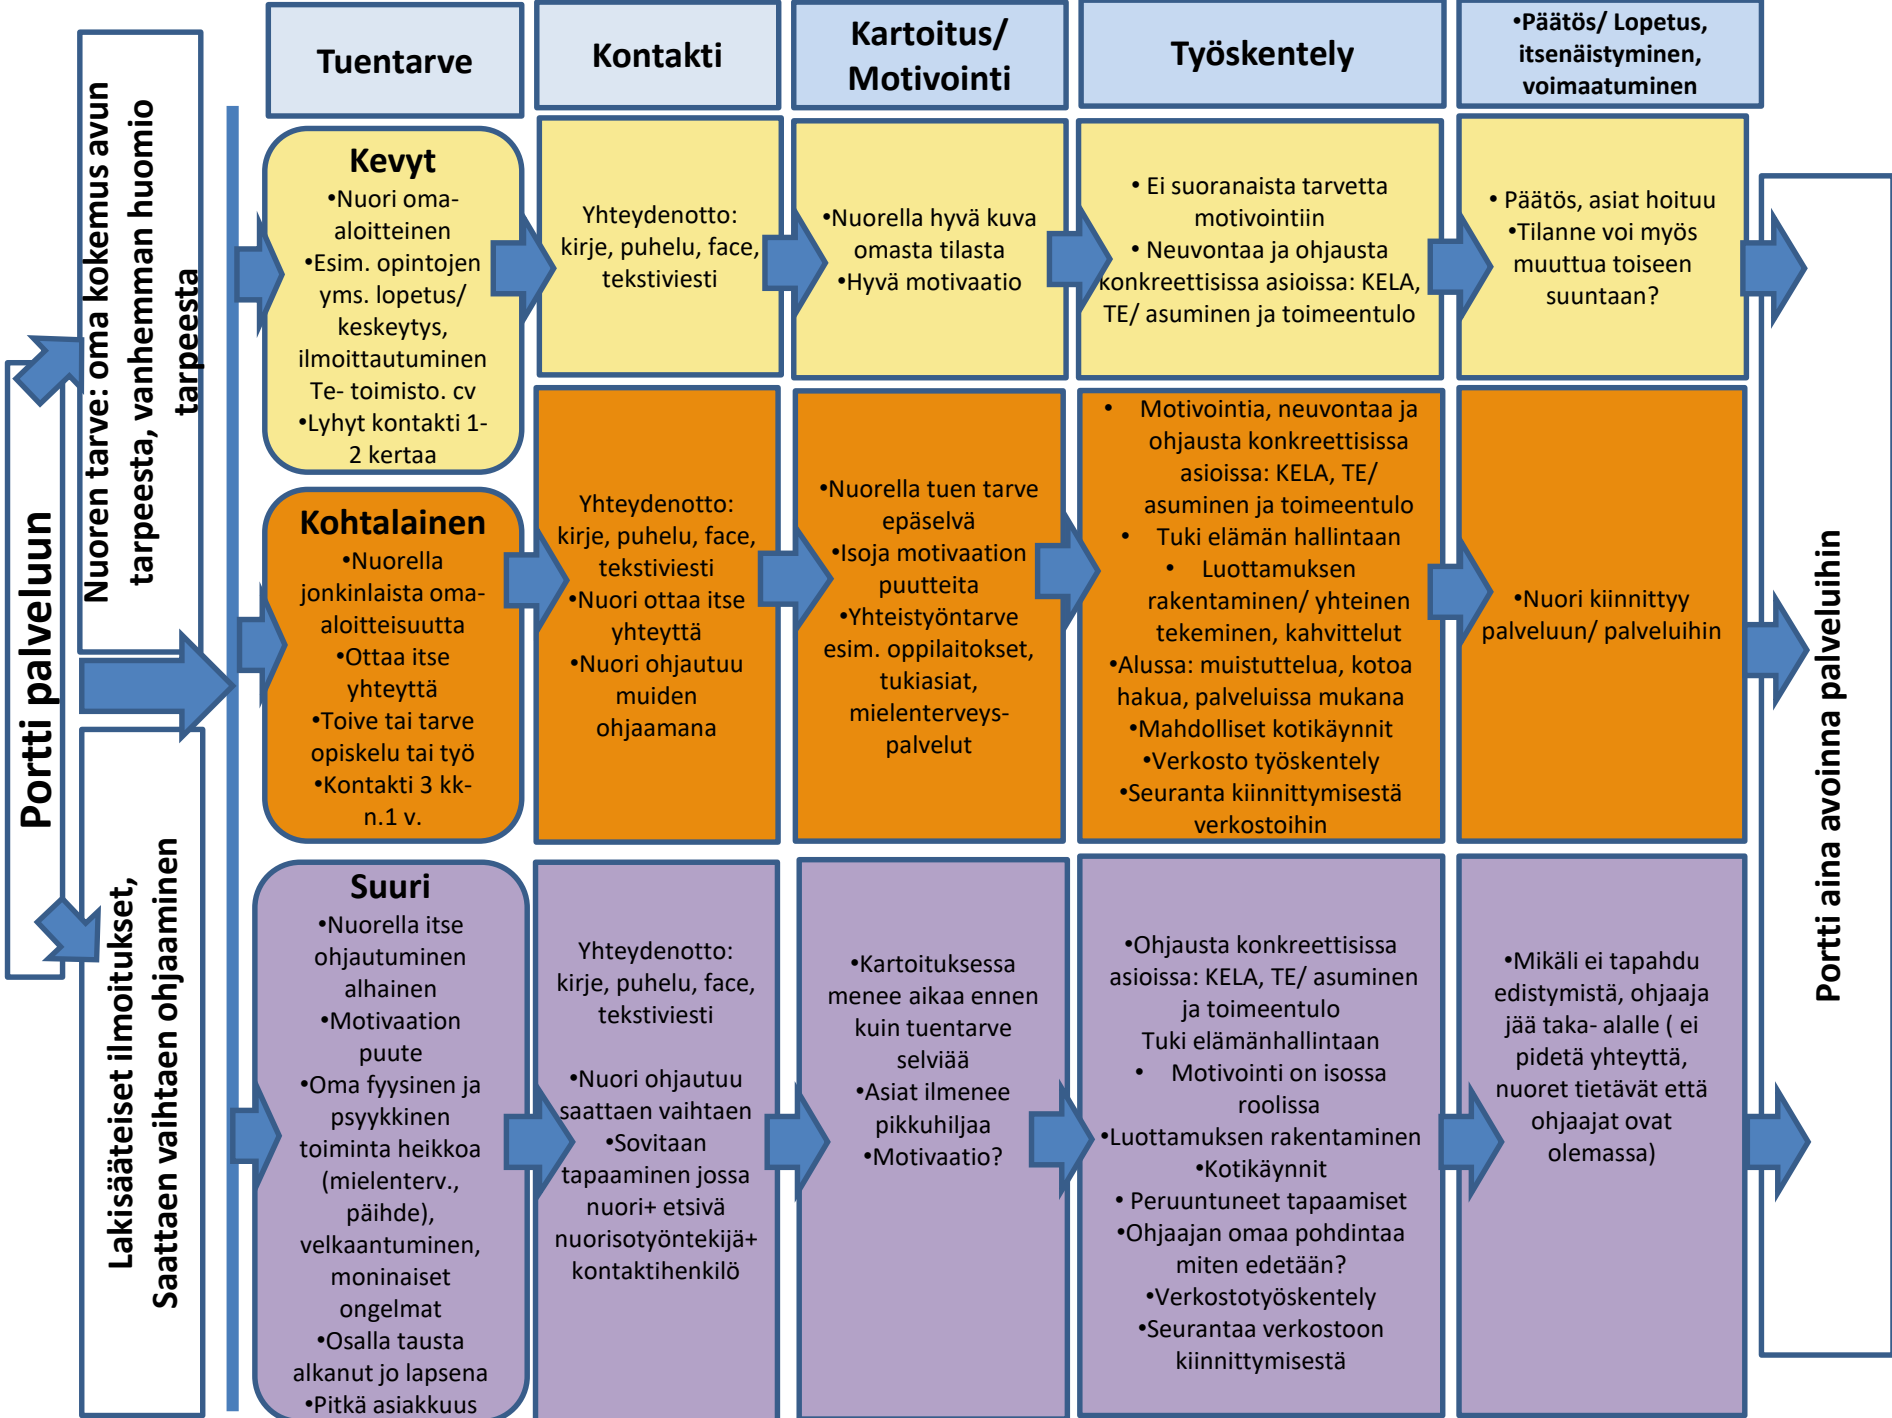 Portti palveluun
Nuoren tarve: oma kokemus avun
tarpeesta, vanhemman huomio
tarpeesta
Lakisääteiset ilmoitukset,
Saattaen vaihtaen ohjaaminen
Tuentarve
Kontakti
Kartoitus/
Motivointi
Työskentely
•Päätös/ Lopetus,
itsenäistyminen,
voimaatuminen
Kevyt
•Nuori oma-
aloitteinen
•Esim. opintojen
yms. lopetus/
keskeytys,
ilmoittautuminen
Te- toimisto. cv
•Lyhyt kontakti 1-
2 kertaa
Yhteydenotto:
kirje, puhelu, face,
tekstiviesti
•Nuorella hyvä kuva
omasta tilasta
•Hyvä motivaatio
• Ei suoranaista tarvetta
motivointiin
• Neuvontaa ja ohjausta
konkreettisissa asioissa: KELA,
TE/ asuminen ja toimeentulo
• Päätös, asiat hoituu
•Tilanne voi myös
muuttua toiseen
suuntaan?
Kohtalainen
•Nuorella
jonkinlaista oma-
aloitteisuutta
•Ottaa itse
yhteyttä
•Toive tai tarve
opiskelu tai työ
•Kontakti 3 kk-
n.1 v.
Yhteydenotto:
kirje, puhelu, face,
tekstiviesti
•Nuori ottaa itse
yhteyttä
•Nuori ohjautuu
muiden
ohjaamana
•Nuorella tuen tarve
epäselvä
•Isoja motivaation
puutteita
•Yhteistyöntarve
esim. oppilaitokset,
tukiasiat,
mielenterveys-
palvelut
• Motivointia, neuvontaa ja
ohjausta konkreettisissa
asioissa: KELA, TE/
asuminen ja toimeentulo
• Tuki elämän hallintaan
• Luottamuksen
rakentaminen/ yhteinen
tekeminen, kahvittelut
•Alussa: muistuttelua, kotoa
hakua, palveluissa mukana
•Mahdolliset kotikäynnit
•Verkosto työskentely
•Seuranta kiinnittymisestä
verkostoihin
•Nuori kiinnittyy
palveluun/ palveluihin
Suuri
•Nuorella itse
ohjautuminen
alhainen
•Motivaation
puute
•Oma fyysinen ja
psyykkinen
toiminta heikkoa
(mielenterv.,
päihde),
velkaantuminen,
moninaiset
ongelmat
•Osalla tausta
alkanut jo lapsena
•Pitkä asiakkuus
Yhteydenotto:
kirje, puhelu, face,
tekstiviesti
•Nuori ohjautuu
saattaen vaihtaen
•Sovitaan
tapaaminen jossa
nuori+ etsivä
nuorisotyöntekijä+
kontaktihenkilö
•Kartoituksessa
menee aikaa ennen
kuin tuentarve
selviää
•Asiat ilmenee
pikkuhiljaa
•Motivaatio?
•Ohjausta konkreettisissa
asioissa: KELA, TE/ asuminen
ja toimeentulo
Tuki elämänhallintaan
• Motivointi on isossa
roolissa
•Luottamuksen rakentaminen
•Kotikäynnit
• Peruuntuneet tapaamiset
•Ohjaajan omaa pohdintaa
miten edetään?
•Verkostotyöskentely
•Seurantaa verkostoon
kiinnittymisestä
•Mikäli ei tapahdu
edistymistä, ohjaaja
jää taka- alalle ( ei
pidetä yhteyttä,
nuoret tietävät että
ohjaajat ovat
olemassa)
Portti aina avoinna palveluihin